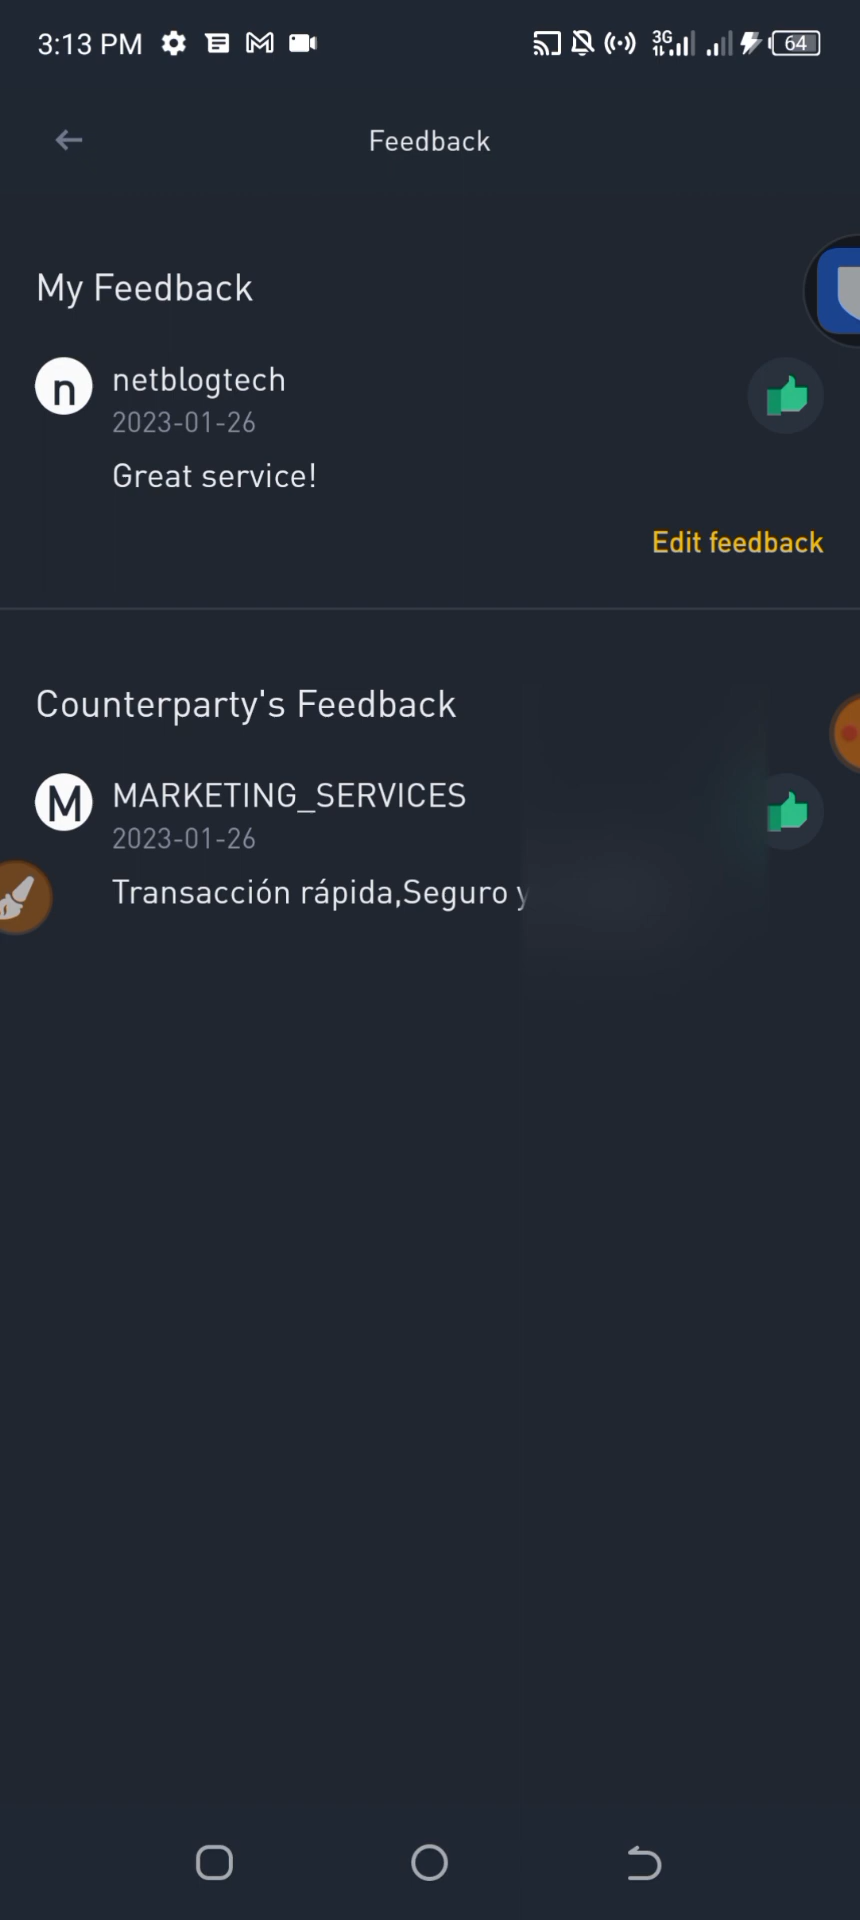 3:13 PM 3G 64
Feedback
My Feedback
n netblogtech
2023-01-26
Great service!
Edit feedback
Counterparty's Feedback
M MARKETING_SERVICES
2023-01-26
Transacción rápida,Seguro y